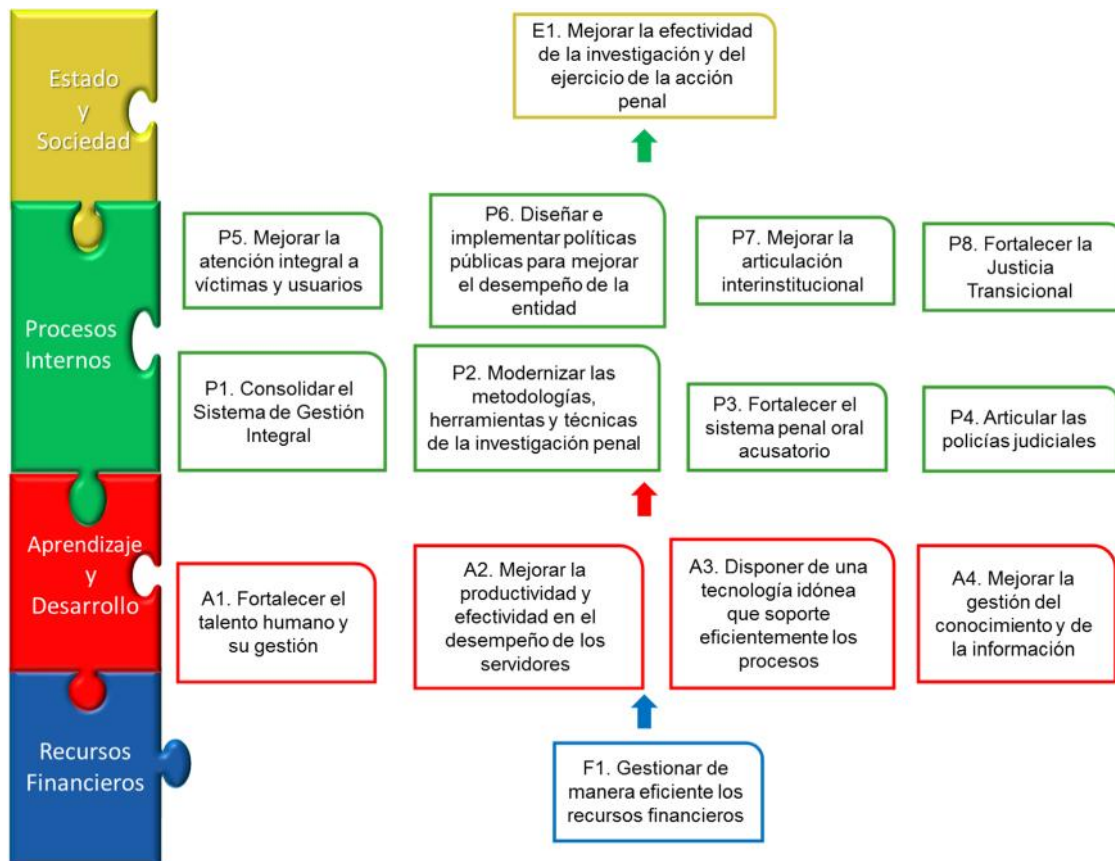 Estado
y
Sociedad
E1. Mejorar la efectividad
de la investigación y del
ejercicio de la acción
penal
Procesos
Internos
P5. Mejorar la
atención integral a
víctimas y usuarios
P6. Diseñar e
implementar políticas
públicas para mejorar
el desempeño de la
entidad
P7. Mejorar la
articulación
interinstitucional
P8. Fortalecer la
Justicia
Transicional
P1. Consolidar el
Sistema de Gestión
Integral
P2. Modernizar las
metodologías,
herramientas y técnicas
de la investigación penal
P3. Fortalecer el
sistema penal oral
acusatorio
P4. Articular las
policías judiciales
Aprendizaje
y
Desarrollo
A1. Fortalecer el
talento humano y
su gestión
A2. Mejorar la
productividad y
efectividad en el
desempeño de los
servidores
A3. Disponer de una
tecnología idónea
que soporte
eficientemente los
procesos
A4. Mejorar la
gestión del
conocimiento y de
la información
Recursos
Financieros
F1. Gestionar de
manera eficiente los
recursos financieros